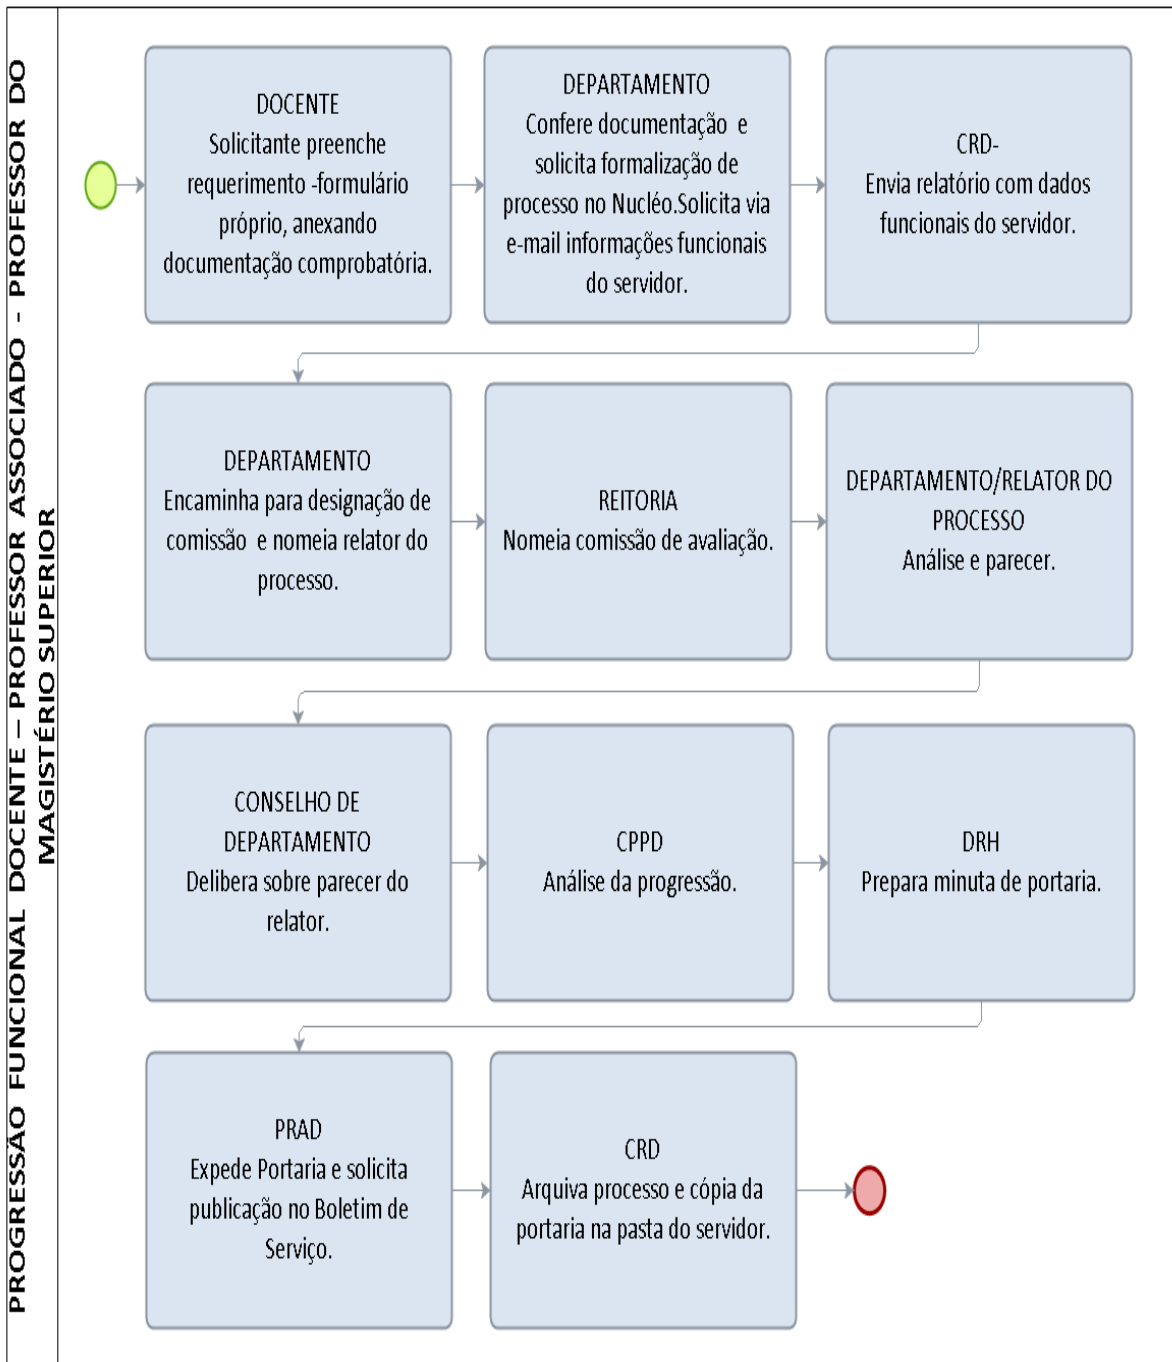 PROGRESSÃO FUNCIONAL DOCENTE – PROFESSOR ASSOCIADO - PROFESSOR DO
MAGISTÉRIO SUPERIOR
DOCENTE
Solicitante preenche
requerimento -formulário
próprio, anexando
documentação comprobatória.
DEPARTAMENTO
Confere documentação e
solicita formalização de
processo no Nucléo.Solicita via
e-mail informações funcionais
do servidor.
CRD-
Envia relatório com dados
funcionais do servidor.
DEPARTAMENTO
Encaminha para designação de
comissão e nomeia relator do
processo.
REITORIA
Nomeia comissão de avaliação.
DEPARTAMENTO/RELATOR DO
PROCESSO
Análise e parecer.
CONSELHO DE
DEPARTAMENTO
Delibera sobre parecer do
relator.
CPPD
Análise da progressão.
DRH
Prepara minuta de portaria.
PRAD
Expede Portaria e solicita
publicação no Boletim de
Serviço.
CRD
Arquiva processo e cópia da
portaria na pasta do servidor.